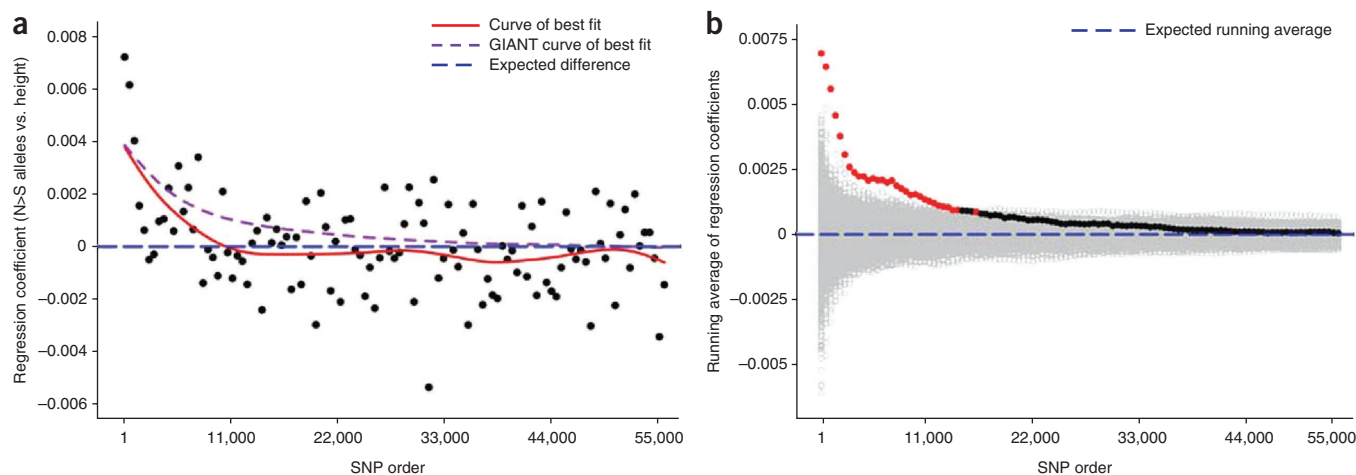 a
Curve of best fit
GIANT curve of best fit
Expected difference
Regression coefficient (N>S alleles vs. height)
0.008
0.006
0.004
0.002
0
–0.002
–0.004
–0.006
1
11,000
22,000
33,000
44,000
55,000
SNP order
b
Expected running average
Running average of regression coefficients
0.0075
0.005
0.0025
0
–0.0025
–0.005
1
11,000
22,000
33,000
44,000
55,000
SNP order